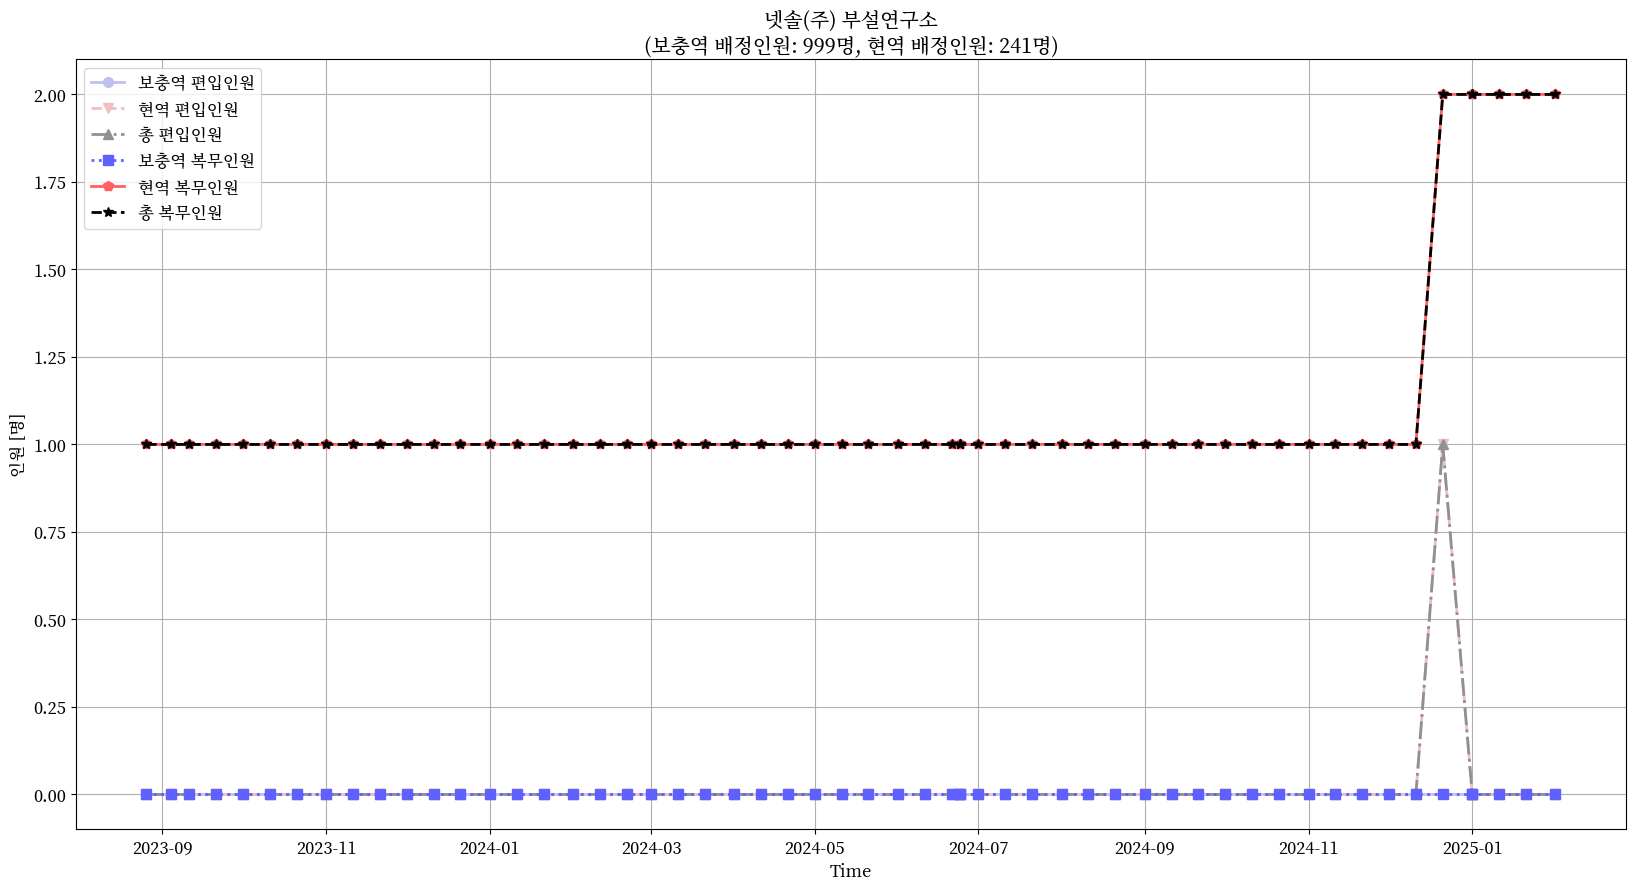 넷솔(주) 부설연구소
(보충역 배정인원: 999명, 현역 배정인원: 241명)
보충역 편입인원
현역 편입인원
총 편입인원
보충역 복무인원
현역 복무인원
총 복무인원
2.00
1.75
1.50
1.25
1.00
0.75
0.50
0.25
0.00
인원 [명]
2023-09
2023-11
2024-01
2024-03
2024-05
2024-07
2024-09
2024-11
2025-01
Time